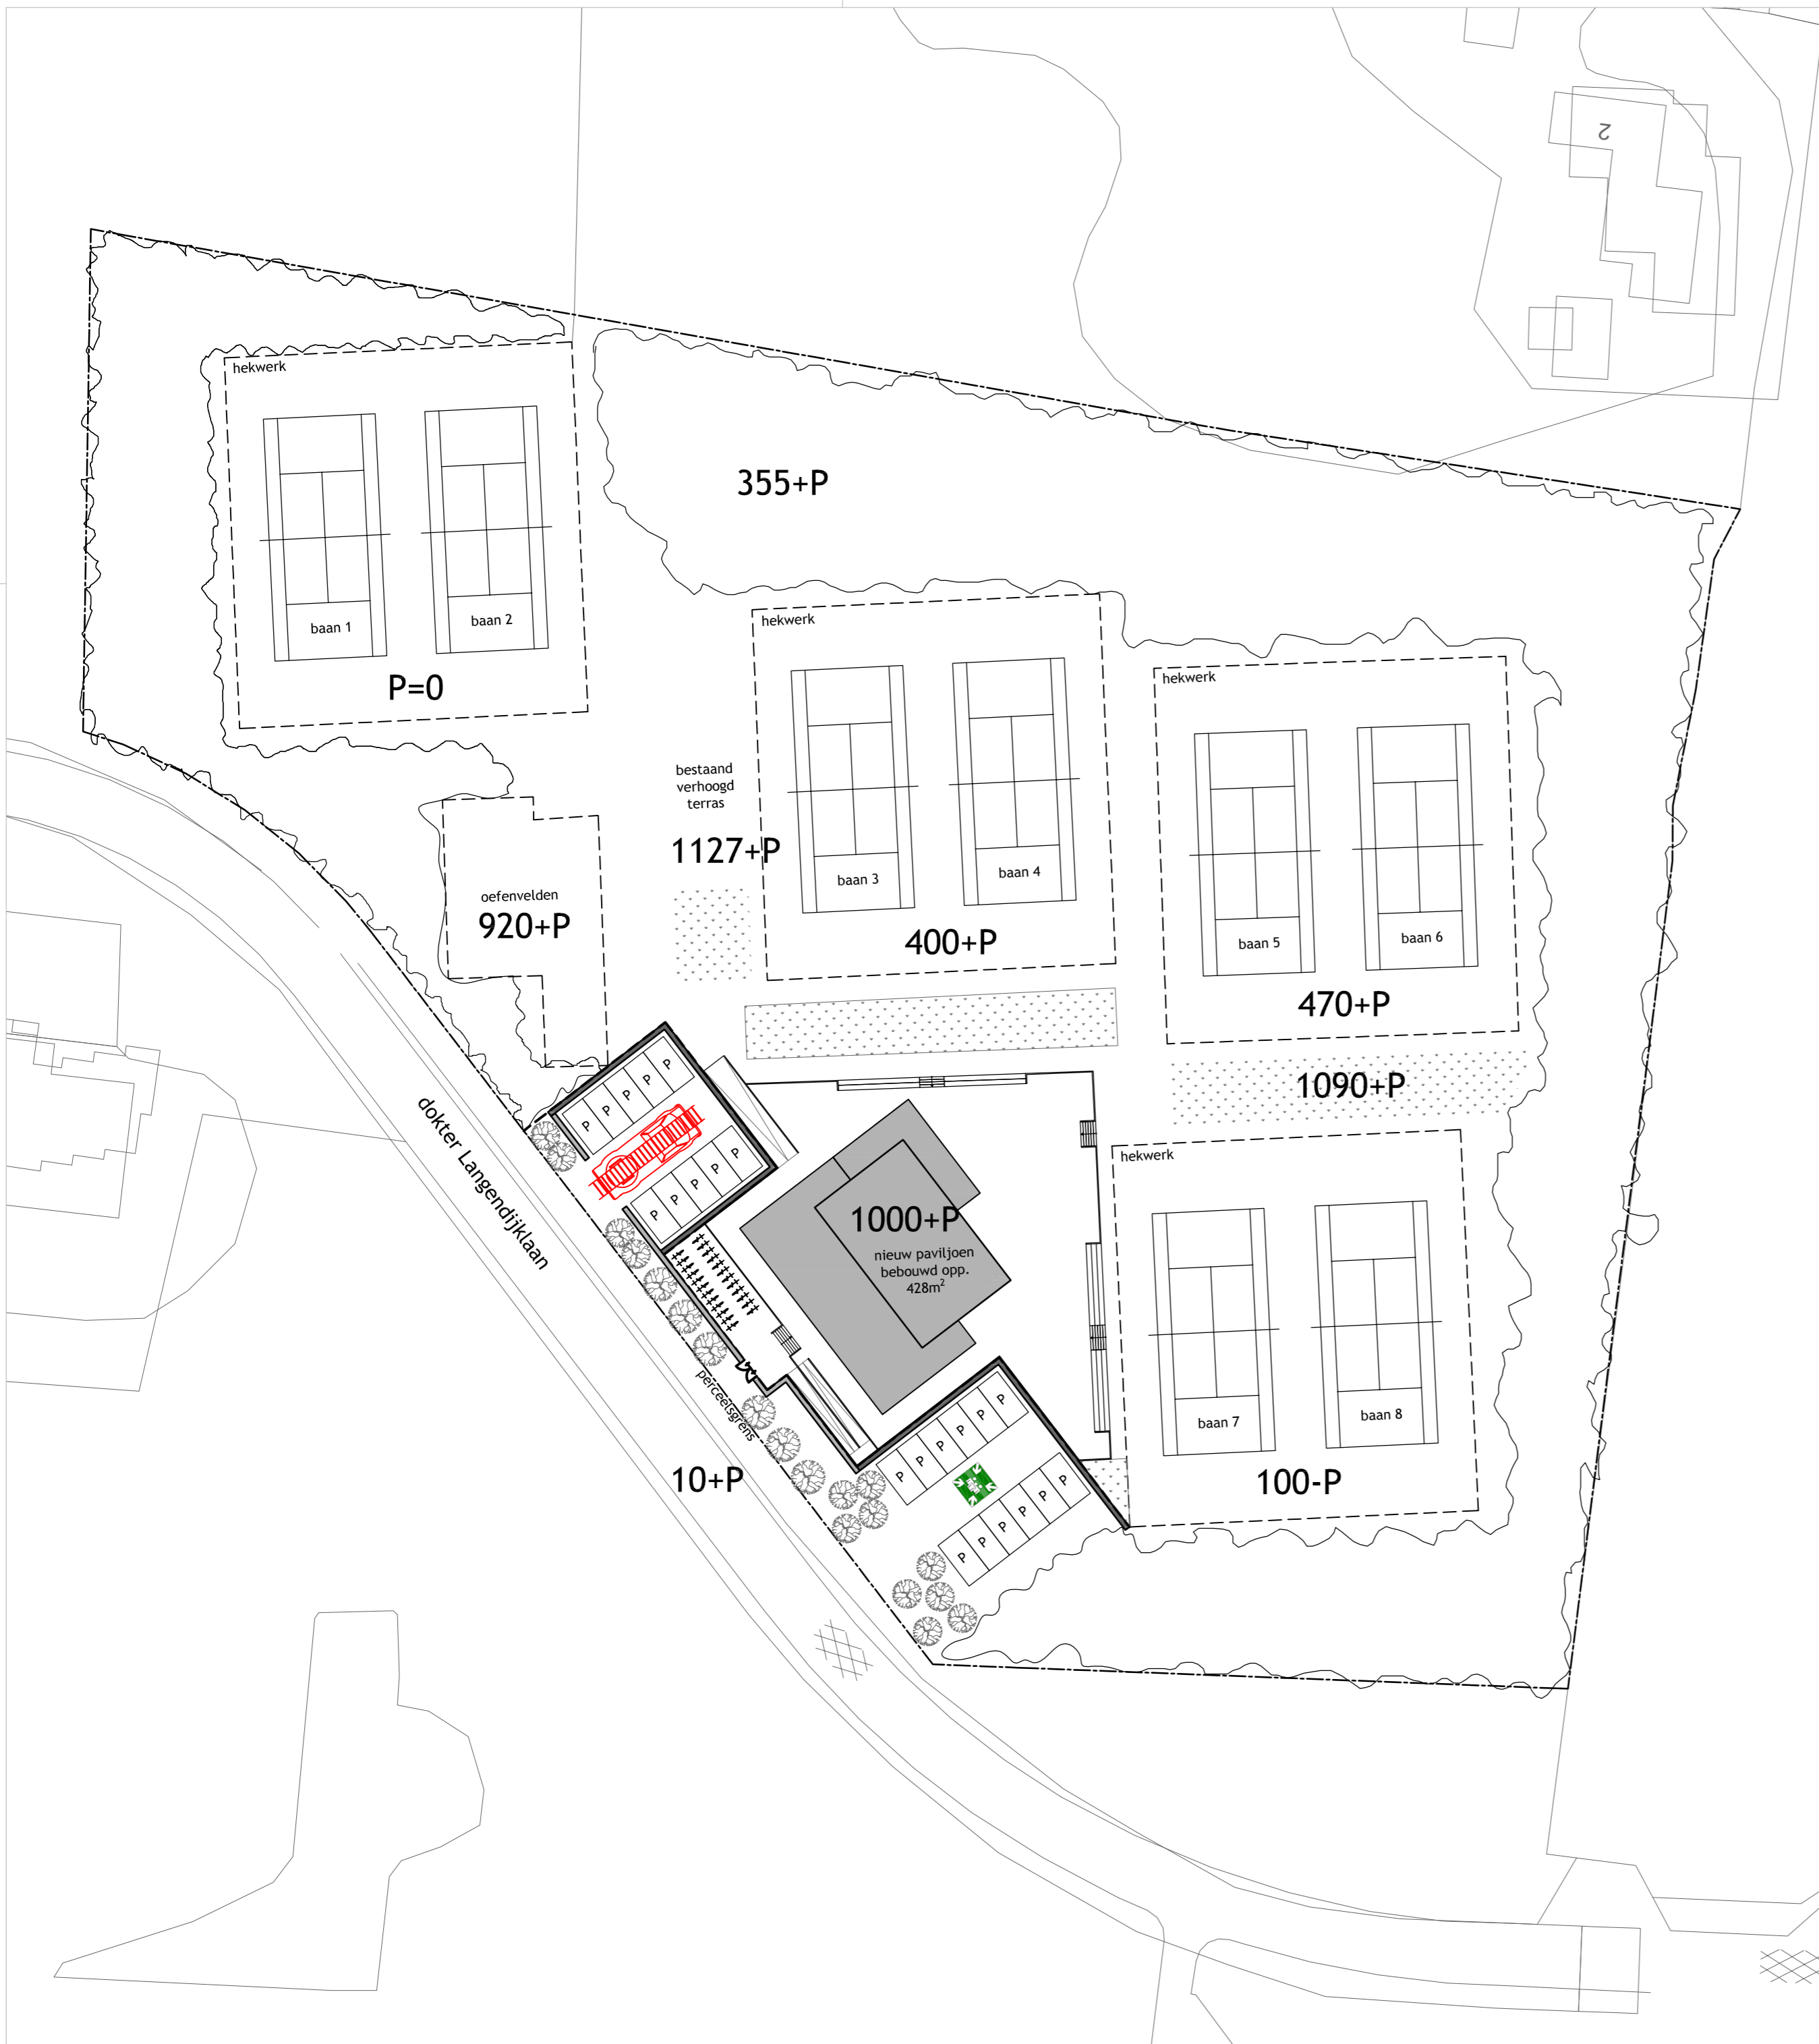 2
hekwerk
355+P
baan 1
baan 2
P=0
hekwerk
hekwerk
bestaand
verhoogd
terras
1127+P
baan 3
baan 4
400+P
oefenvelden
920+P
baan 5
baan 6
470+P
1090+P
dokter Langendijklaan
P P P P P
P P P P P
1000+P
nieuw paviljoen
bebouwd opp.
428m²
hekwerk
perceelsgrens
10+P
P P P P P P
P P P P P P
baan 7
baan 8
100-P